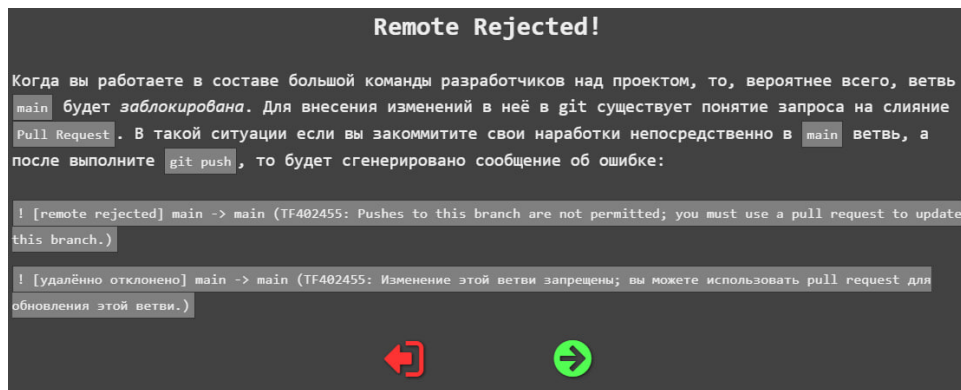 Remote Rejected!
Когда вы работаете в составе большой команды разработчиков над проектом, то, вероятнее всего, ветвь
main будет заблокирована. Для внесения изменений в неё в git существует понятие запроса на слияние
Pull Request. В такой ситуации если вы закоммитите свои наработки непосредственно в main ветвь, а
после выполните git push, то будет сгенерировано сообщение об ошибке:
! [remote rejected] main -> main (TF402455: Pushes to this branch are not permitted; you must use a pull request to update
this branch.)
! [удалённо отклонено] main -> main (TF402455: Изменение этой ветви запрещены; вы можете использовать pull request для
обновления этой ветви.)